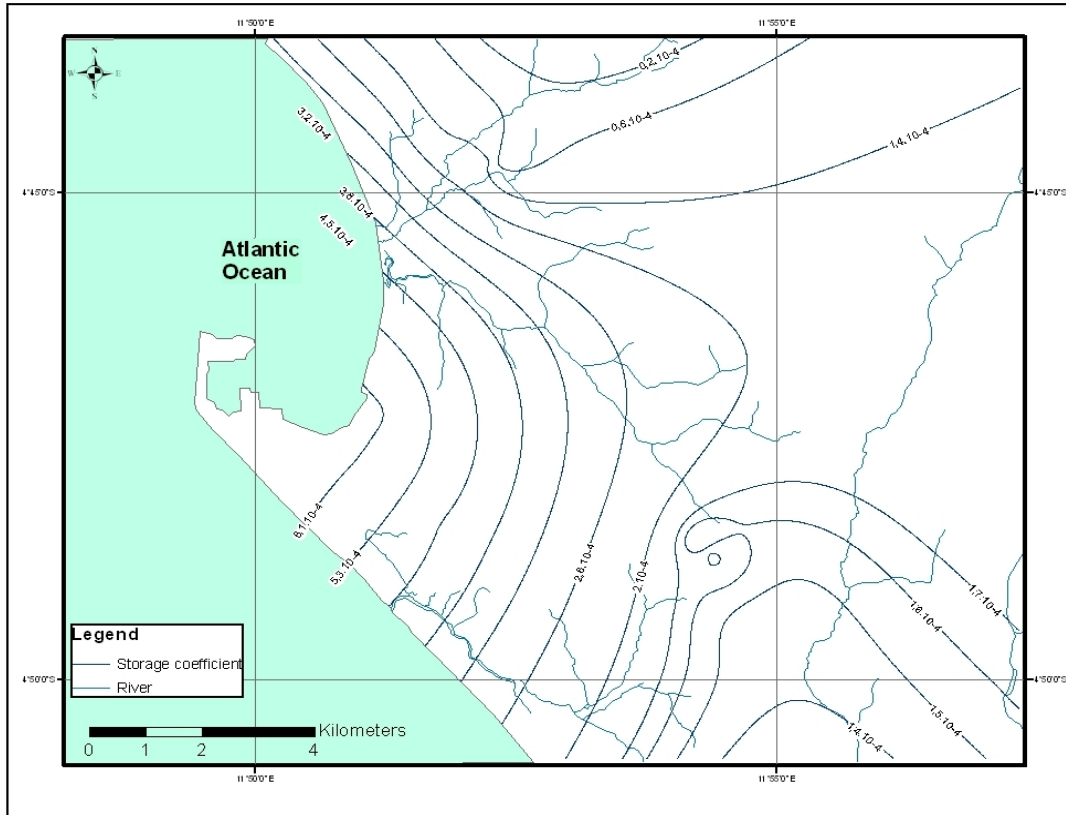 11°50'0"E
11°55'0"E
N
W
E
S
0,2.10-4
3,2.10-4
0,6.10-4
1,4.10-4
4°45'0"S
4°45'0"S
3,8.10-4
4,5.10-4
Atlantic
Ocean
6,1.10-4
5,3.10-4
2,6.10-4
2.10-4
1,7.10-4
1,6.10-4
1,5.10-4
1,4.10-4
4°50'0"S
4°50'0"S
Legend
Storage coefficient
River
Kilometers
0 1 2 4
11°50'0"E
11°55'0"E